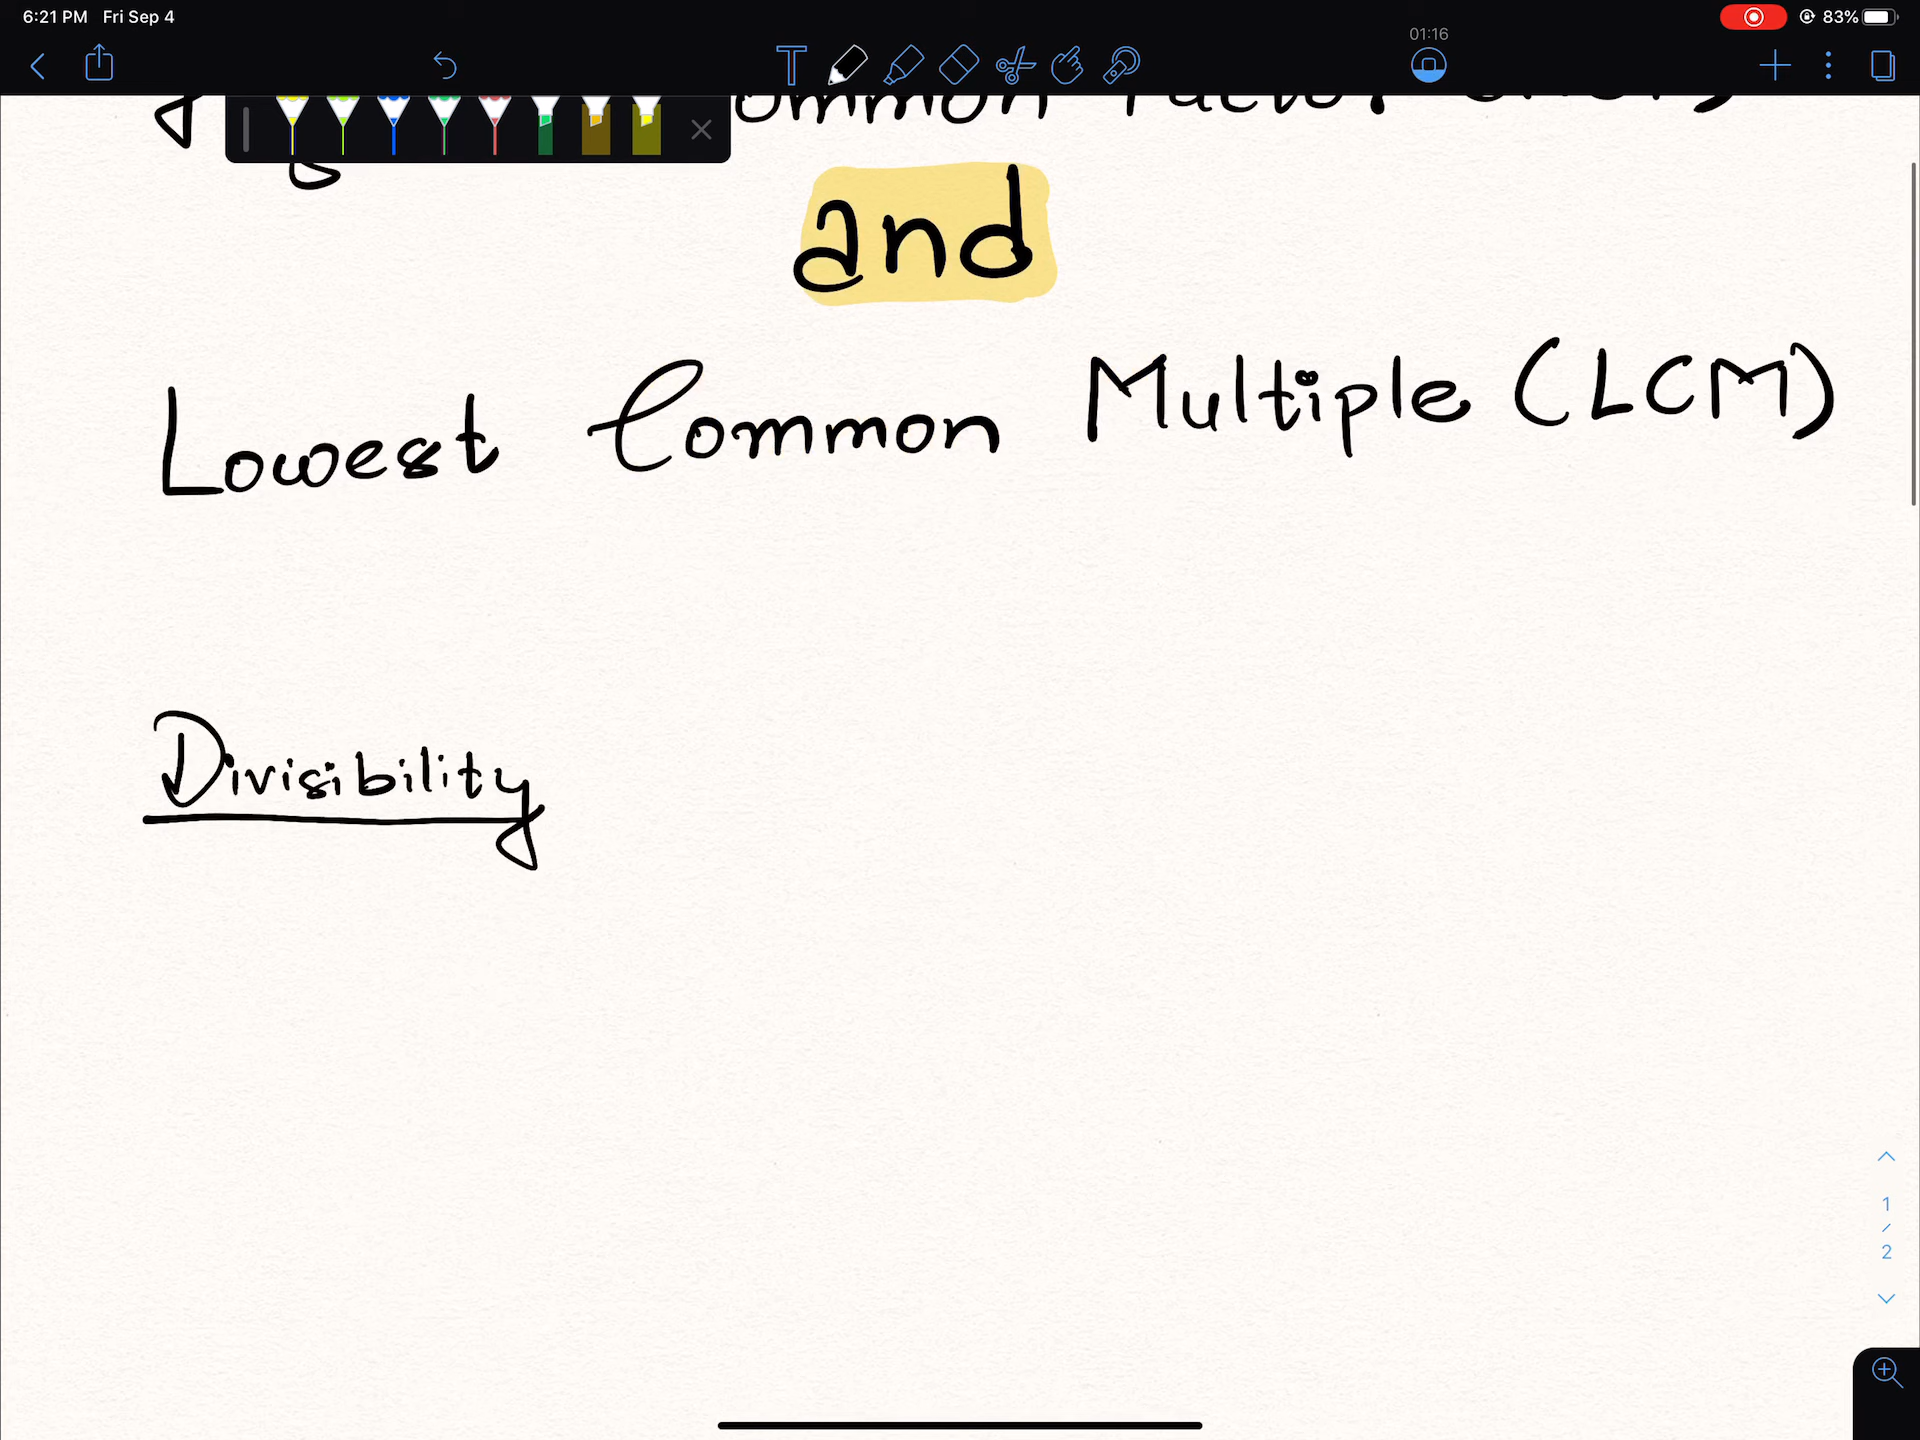 6:21 PM Fri Sep 4
83%
01:16
and
Lowest Common Multiple (LCM)
Divisibility
1
/
2